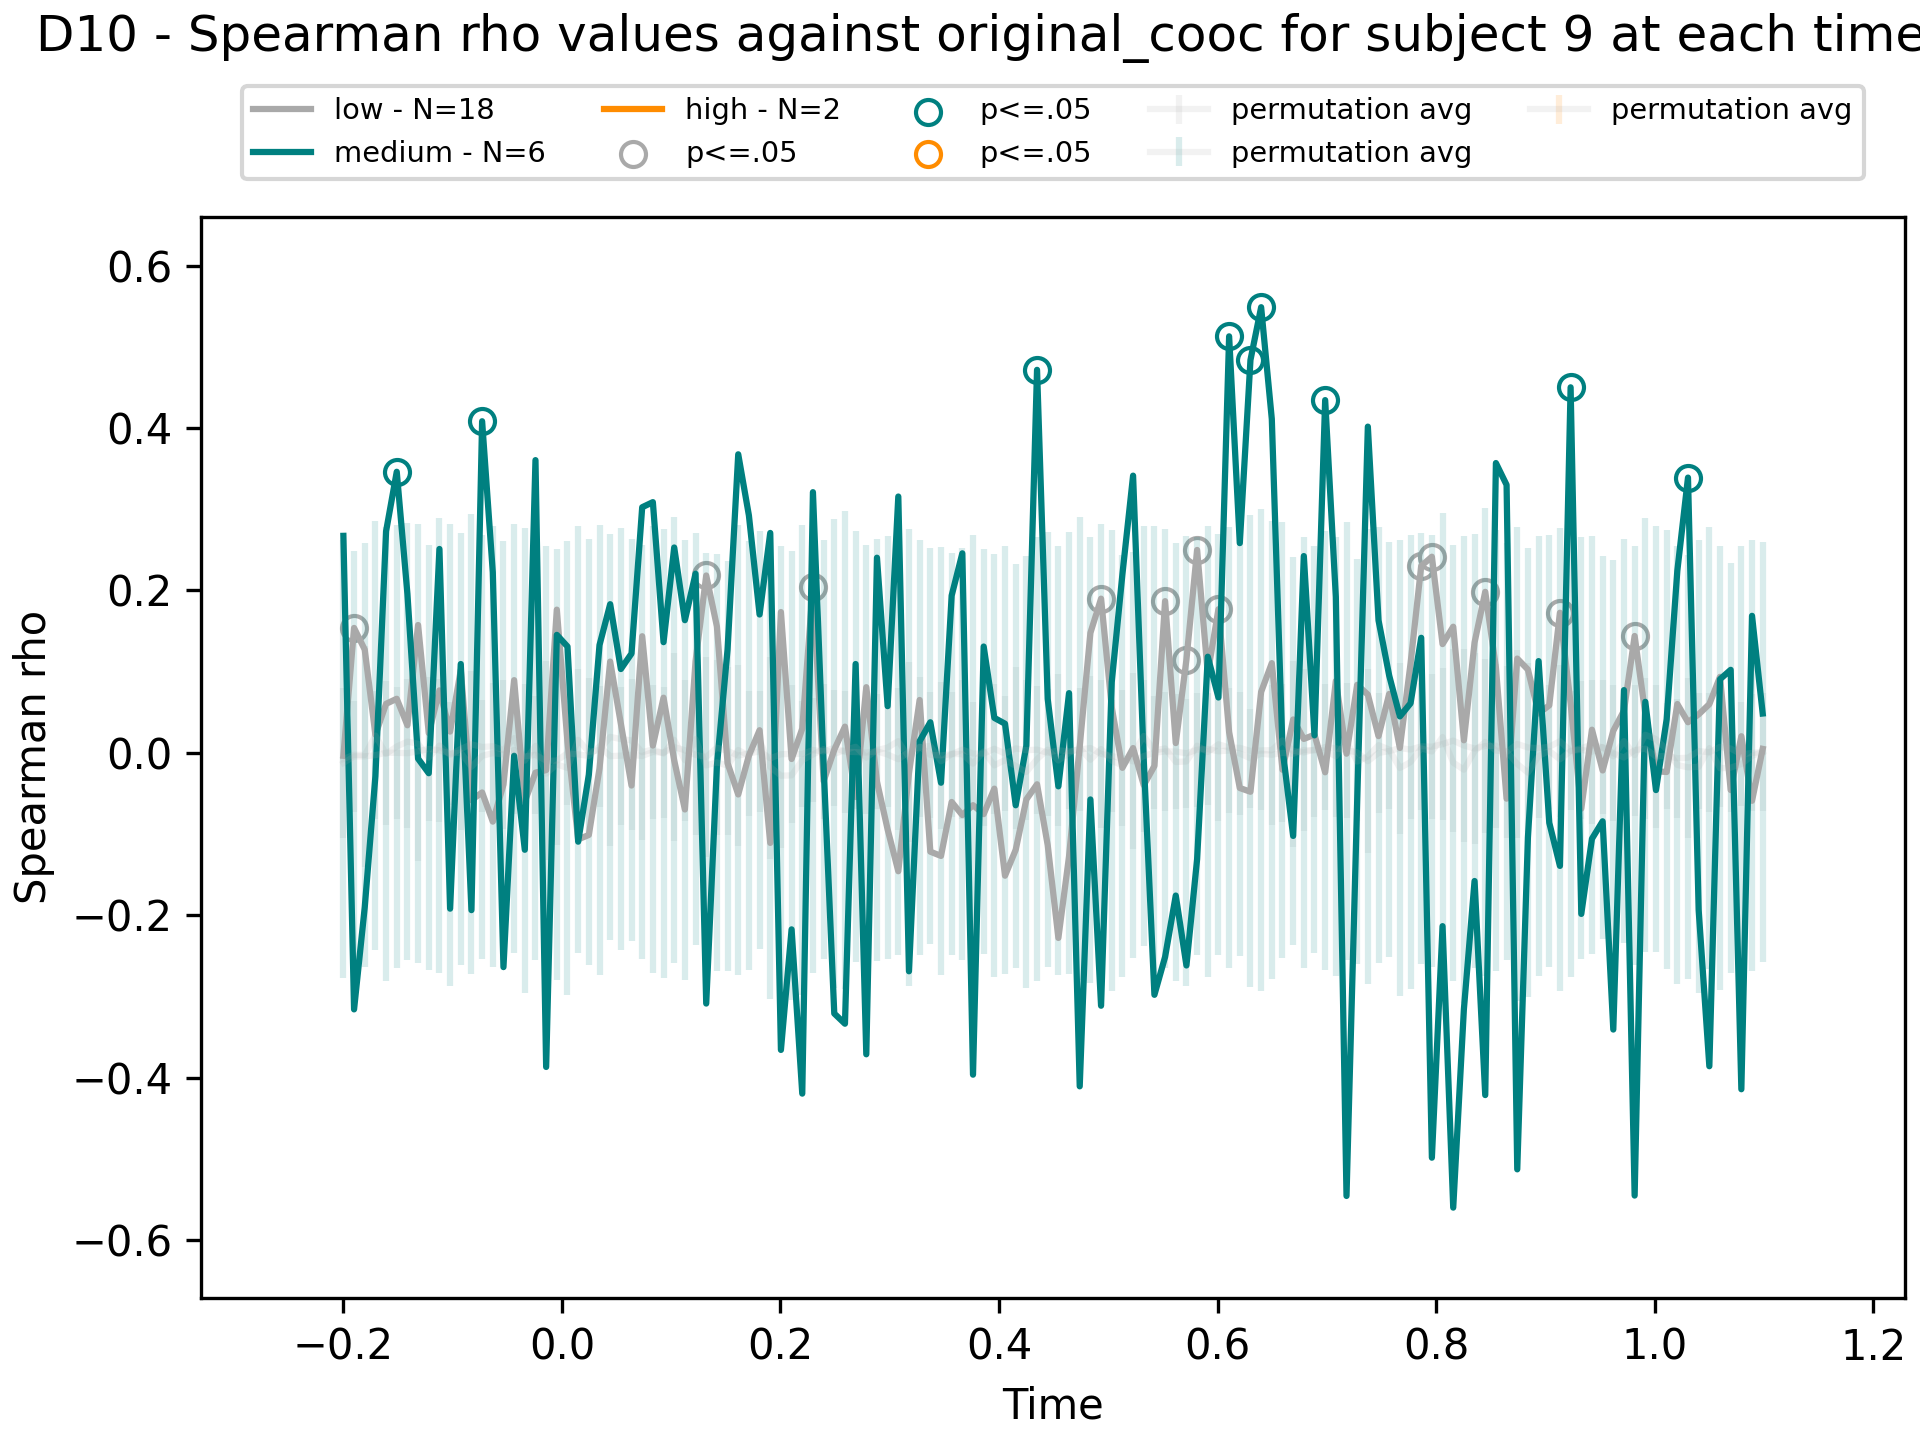 D10 - Spearman rho values against original_cooc for subject 9 at each time
low - N=18 high - N=2 p<=.05 permutation avg permutation avg
medium - N=6 p<=.05 p<=.05 permutation avg
0.6
0.4
0.2
0.0
−0.2
−0.4
−0.6
Spearman rho
−0.2 0.0 0.2 0.4 0.6 0.8 1.0 1.2
Time